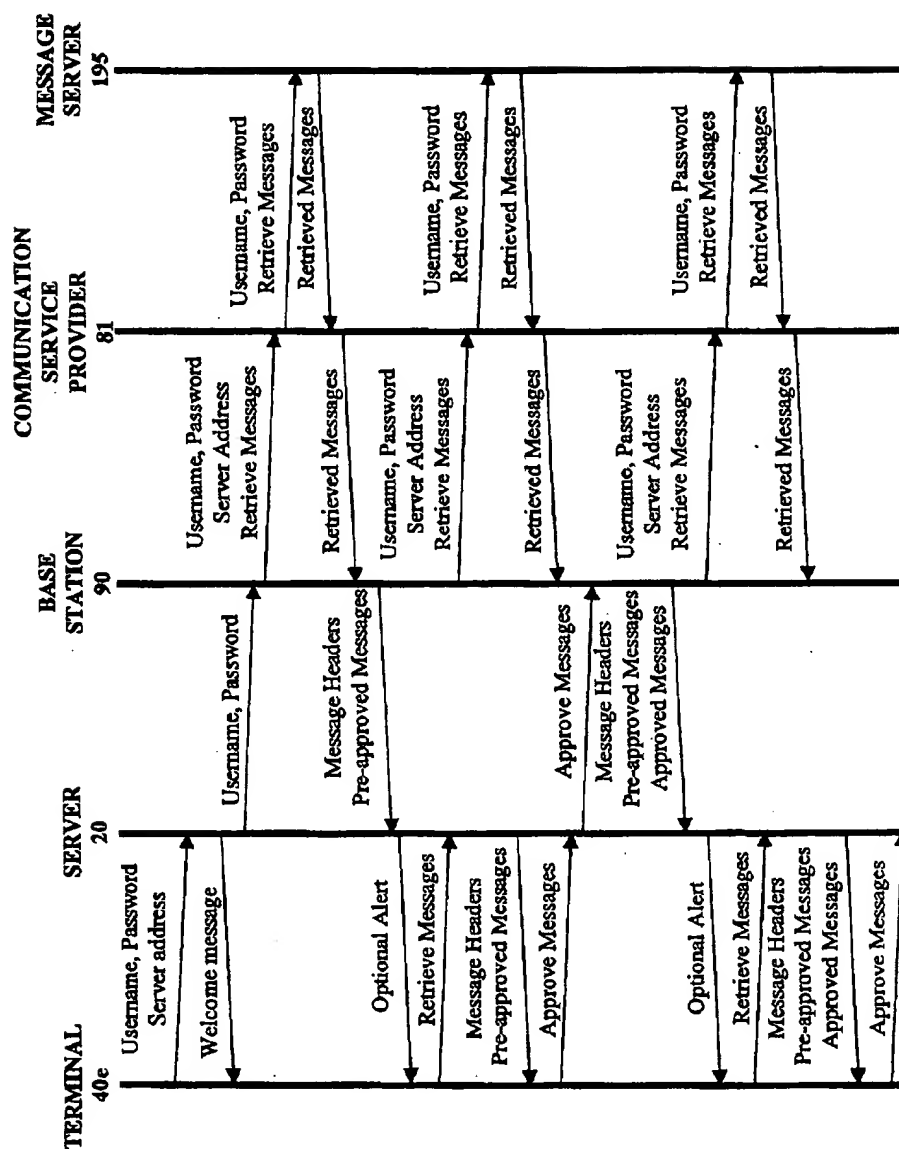 TERMINAL
40e
SERVER
20
BASE
STATION
90
COMMUNICATION
SERVICE
PROVIDER
81
MESSAGE
SERVER
195
Username, Password
Server address
Welcome message
Username, Password
Username, Password
Server Address
Retrieve Messages
Username, Password
Retrieve Messages
Retrieved Messages
Retrieved Messages
Message Headers
Pre-approved Messages
Optional Alert
Retrieve Messages
Message Headers
Pre-approved Messages
Approve Messages
Username, Password
Server Address
Retrieve Messages
Username, Password
Retrieve Messages
Retrieved Messages
Retrieved Messages
Approve Messages
Message Headers
Pre-approved Messages
Approved Messages
Optional Alert
Retrieve Messages
Message Headers
Pre-approved Messages
Approved Messages
Approve Messages
Username, Password
Server Address
Retrieve Messages
Username, Password
Retrieve Messages
Retrieved Messages
Retrieved Messages